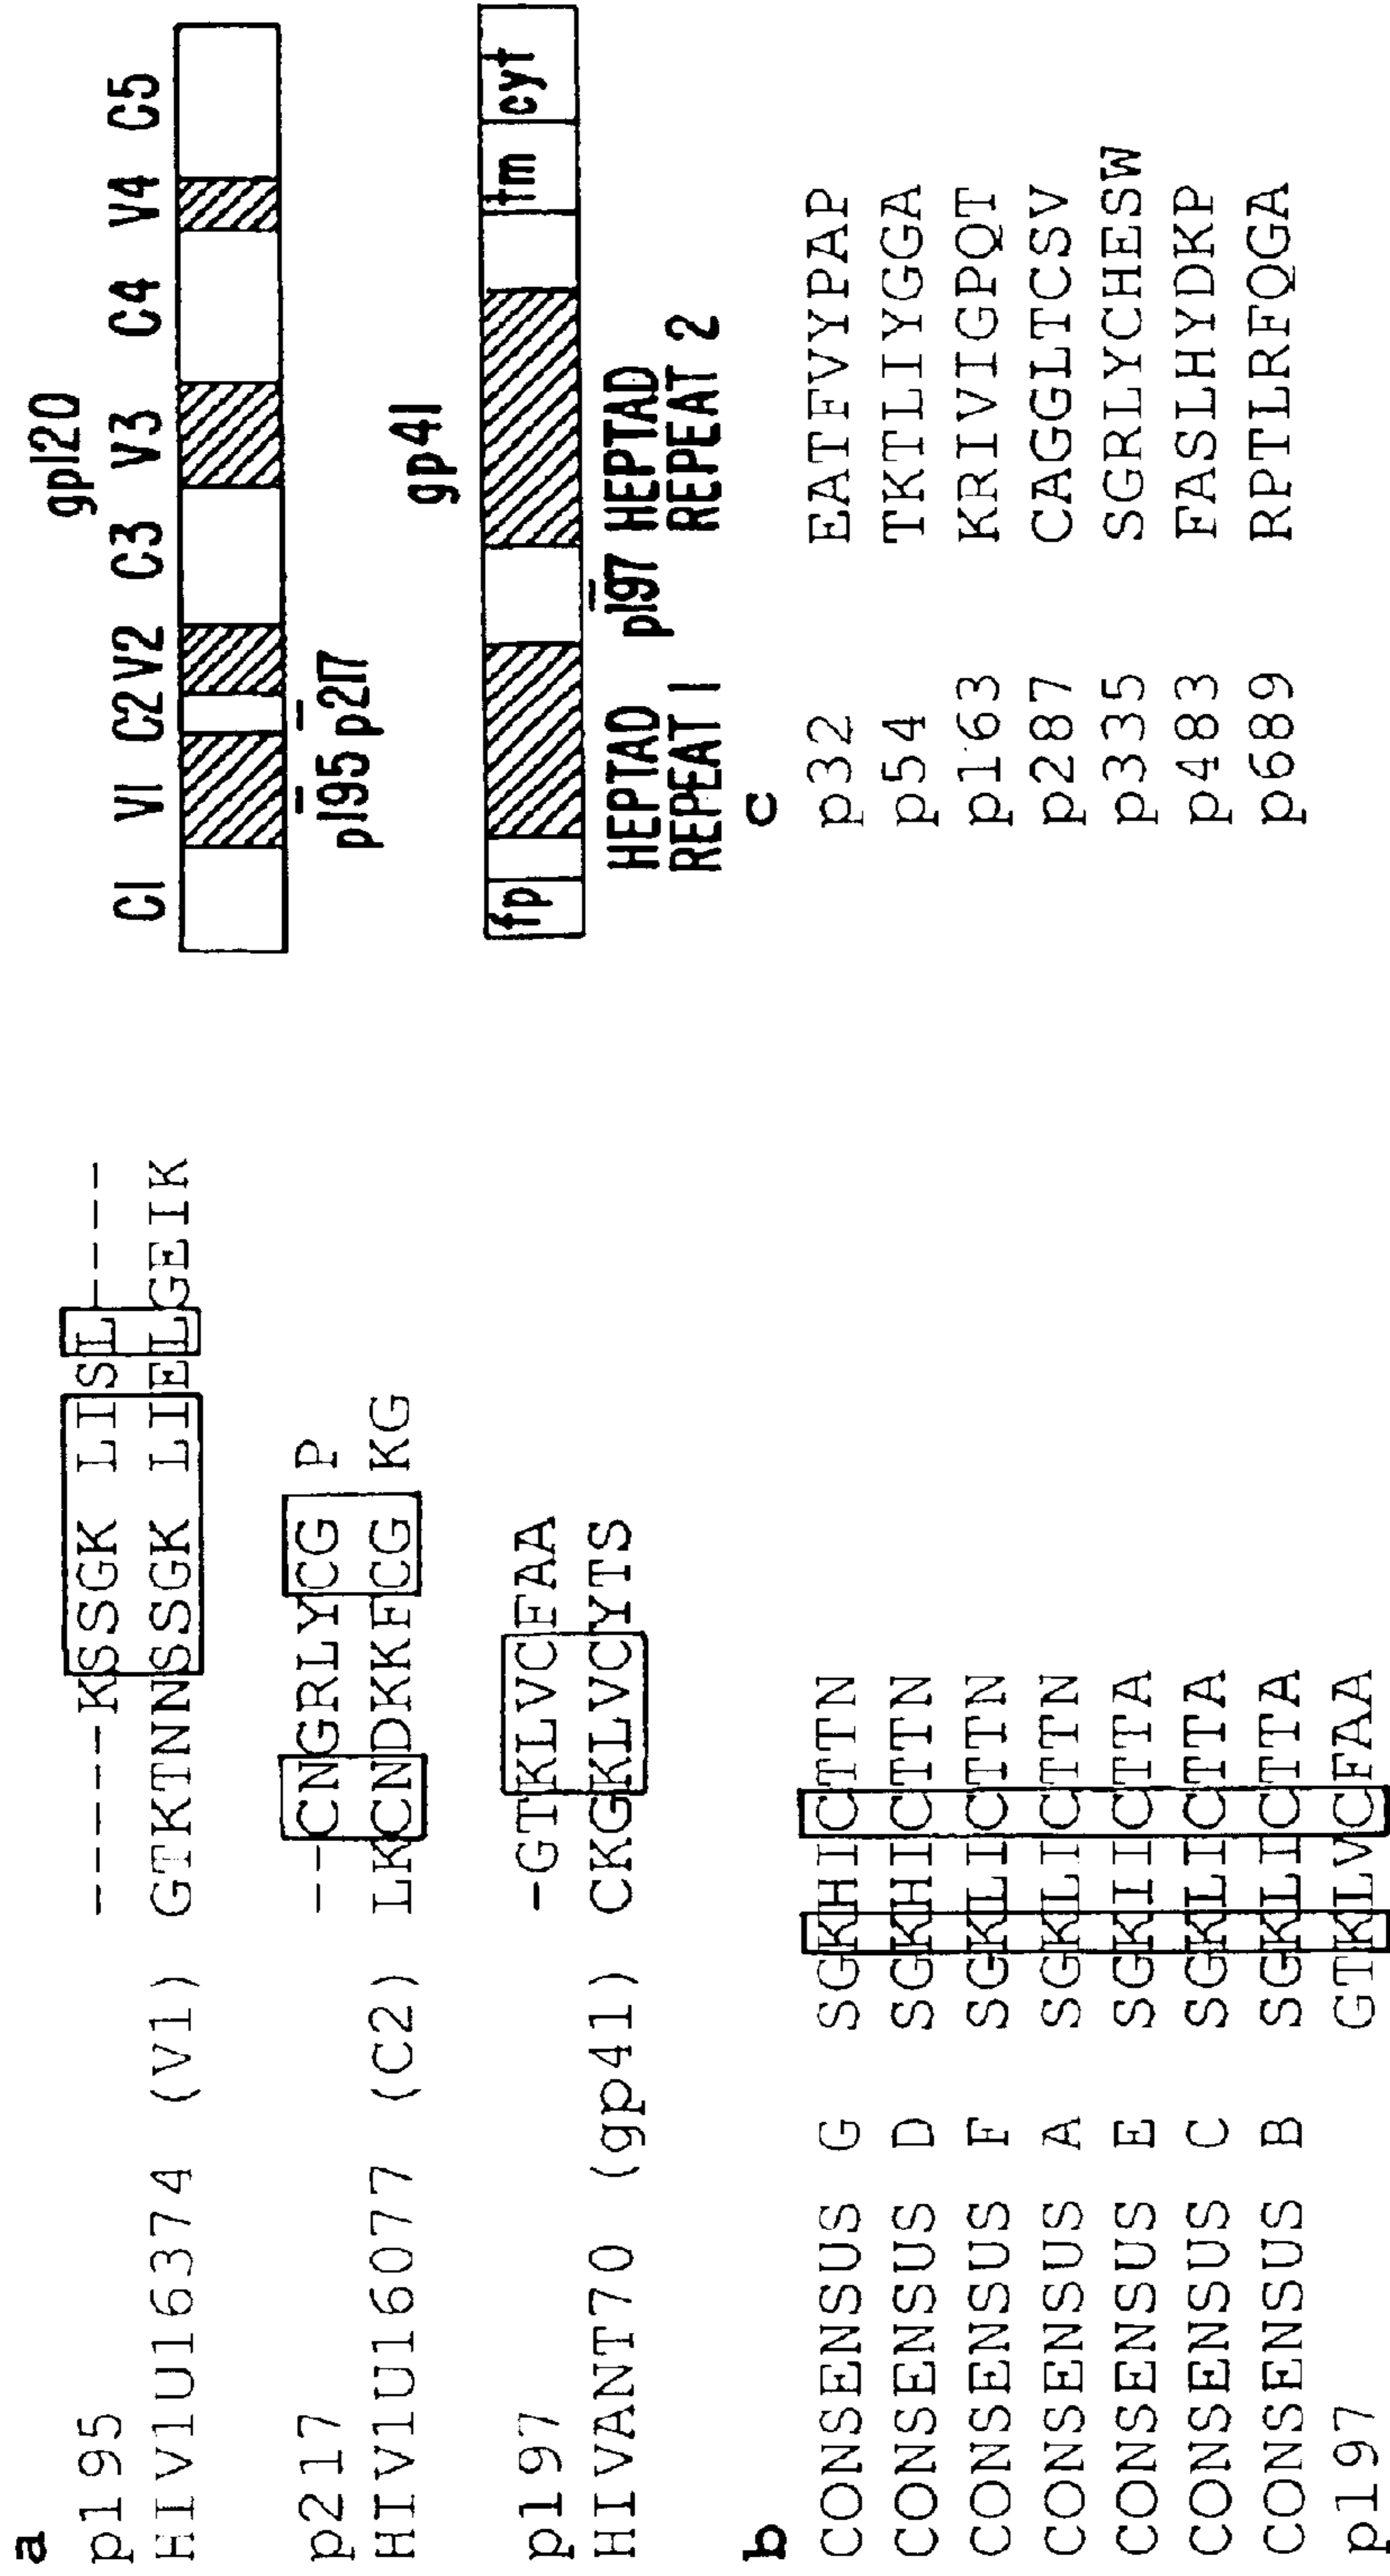 a
p195 -----KSSGK LISL----
HIV1U16374 (V1) GTKTNNSSGK LIELGEIK
p217 --CNGRLYCG P
HIV1U16077 (C2) LKCNDKKFCG KG
p197 -GTKLVCFAA
HIVANT70 (gp41) CKGKLVCYTS
gp120
C1 V1 C2 V2 C3 V3 C4 V4 C5
p195 p217
gp41
fp tm cyt
HEPTAD REPEAT 1
p197
HEPTAD REPEAT 2
b
CONSENSUS G SGKHICTTN
CONSENSUS D SGKHICTTN
CONSENSUS F SGKLICTTN
CONSENSUS A SGKLICTTN
CONSENSUS E SGKIICTTA
CONSENSUS C SGKLICTTA
CONSENSUS B SGKLICTTA
p197 GTKLVCFAA
c
p32 EATFVYPAP
p54 TKTLIYGGA
p163 KRIVIGPQT
p287 CAGGLTCSV
p335 SGRLYCHESW
p483 FASLHYDKP
p689 RPTLRFQGA